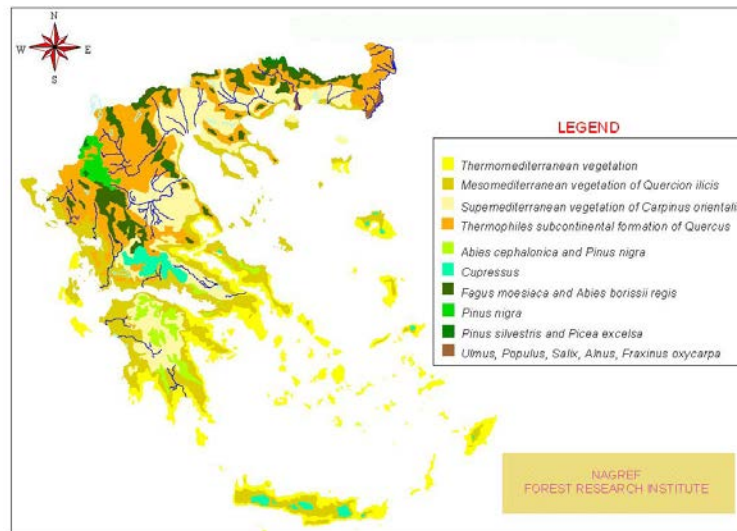 N
W E
S
LEGEND
Thermomediterranean vegetation
Mesomediterranean vegetation of Quercion ilicis
Supemediterranean vegetation of Carpinus orientali
Thermophiles subcontinental formation of Quercus
Abies cephalonica and Pinus nigra
Cupressus
Fagus moesiaca and Abies borissii regis
Pinus nigra
Pinus silvestris and Picea excelsa
Ulmus, Populus, Salix, Alnus, Fraxinus oxycarpa
NAGREF
FOREST RESEARCH INSTITUTE